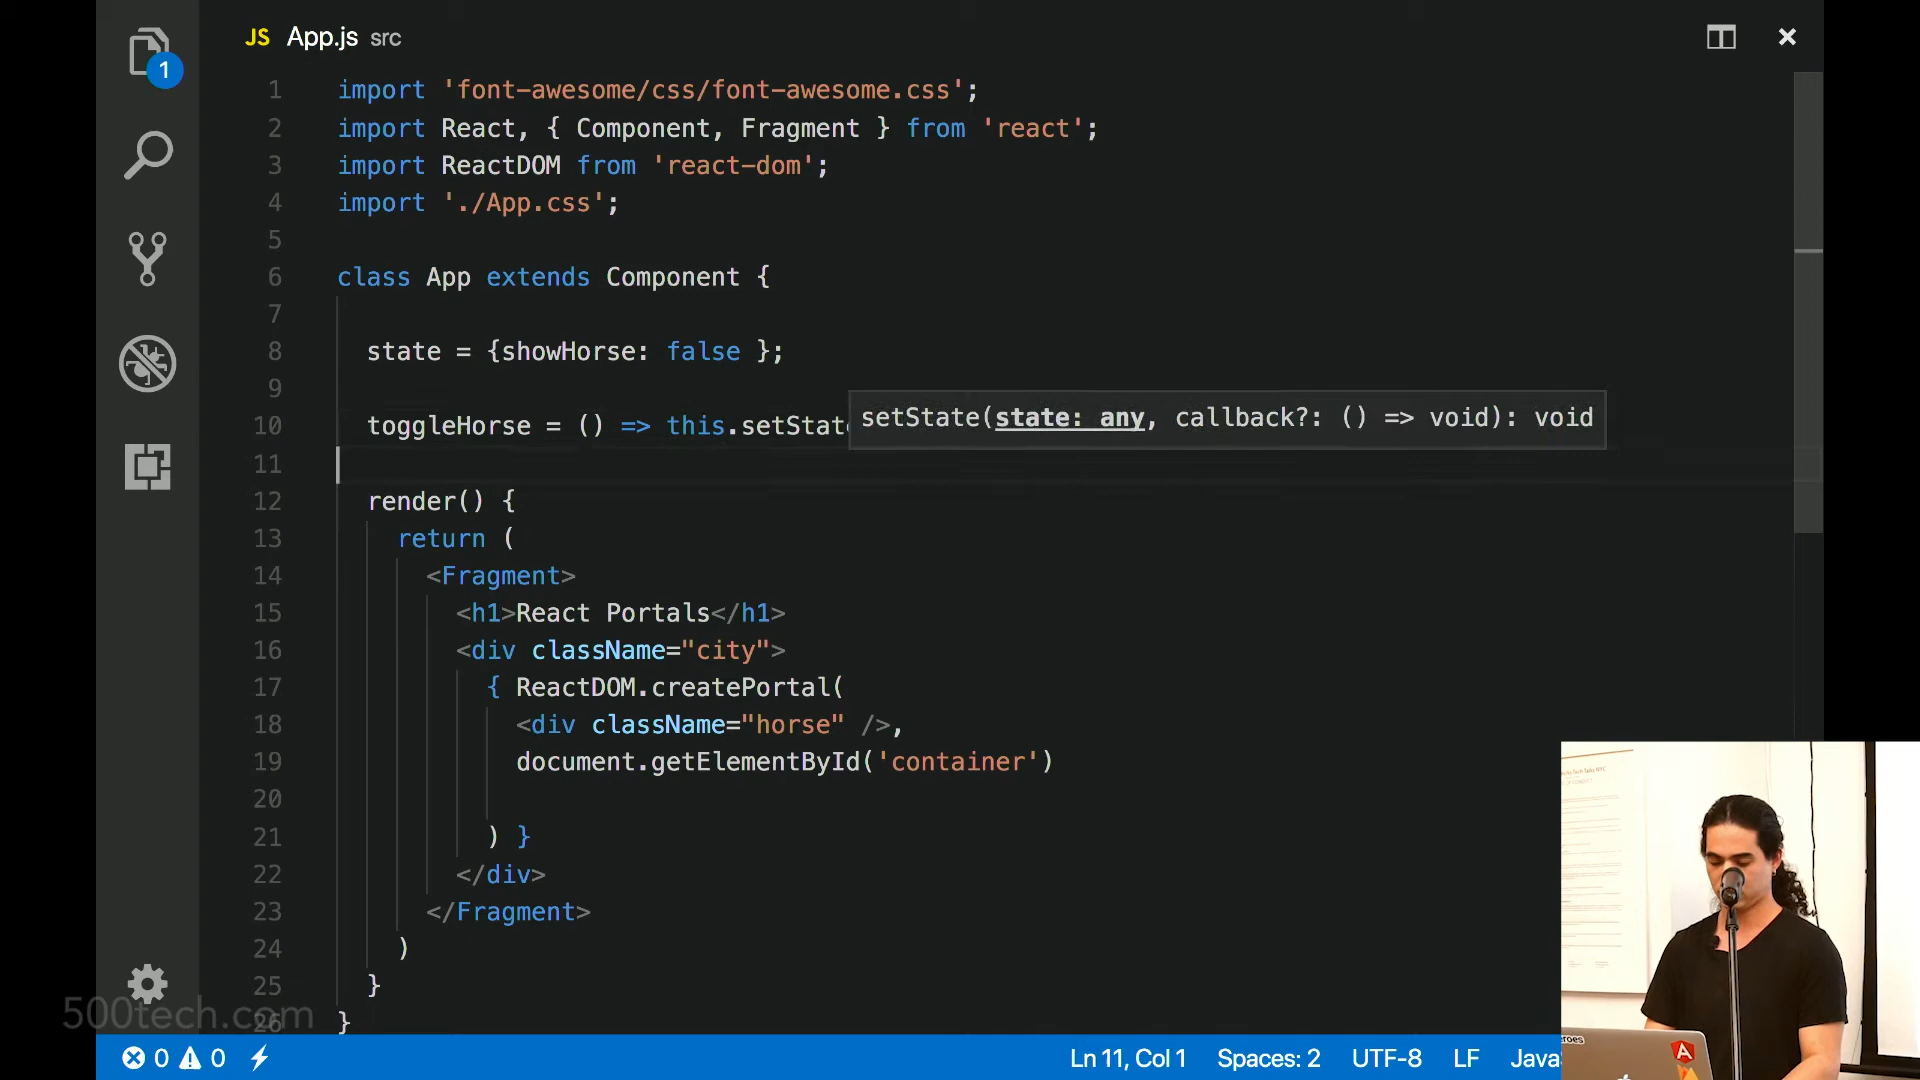 JS App.js src
1
1 import 'font-awesome/css/font-awesome.css';
2 import React, { Component, Fragment } from 'react';
3 import ReactDOM from 'react-dom';
4 import './App.css';
5
6 class App extends Component {
7
8 state = {showHorse: false };
9
10 toggleHorse = () => this.setState
setState(state: any, callback?: () => void): void
11
12 render() {
13 return (
14 <Fragment>
15 <h1>React Portals</h1>
16 <div className="city">
17 { ReactDOM.createPortal(
18 <div className="horse" />,
19 document.getElementById('container')
20
21 ) }
22 </div>
23 </Fragment>
24 )
25 }
26 }
500tech.com
0 0 Ln 11, Col 1 Spaces: 2 UTF-8 LF Javas